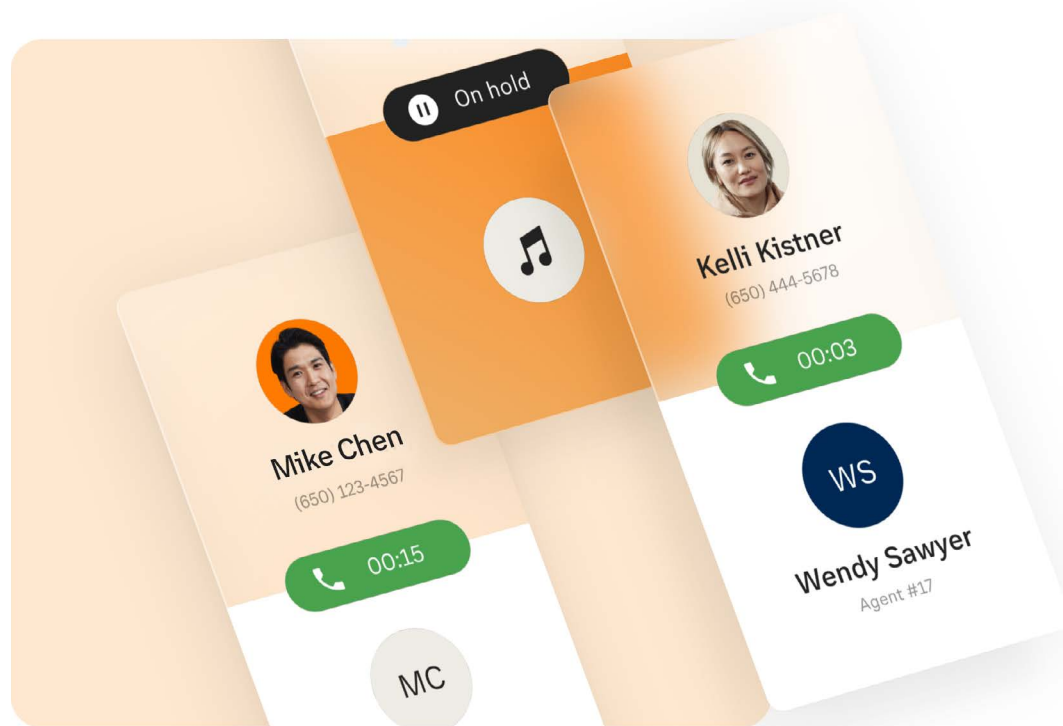 On hold
Kelli Kistner
(650) 444-5678
00:03
WS
Wendy Sawyer
Agent #17
Mike Chen
(650) 123-4567
00:15
MC